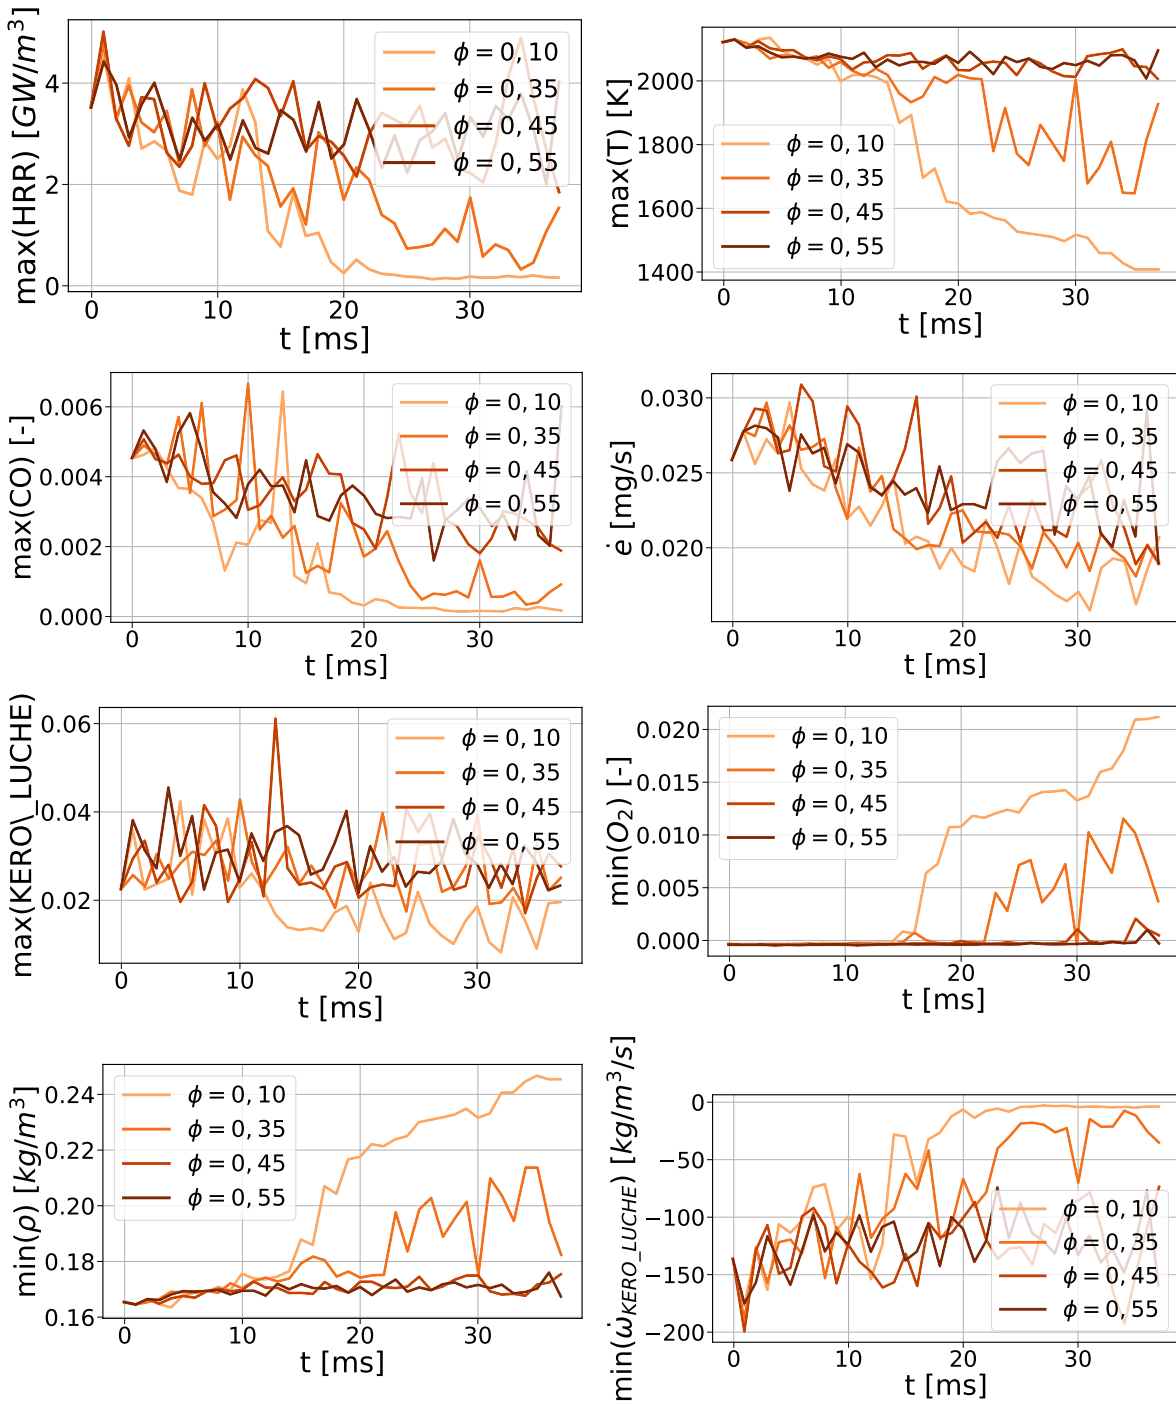 max(HRR) [GW/m³]
4
2
0
0 10 20 30
t [ms]
ϕ = 0, 10
ϕ = 0, 35
ϕ = 0, 45
ϕ = 0, 55
max(T) [K]
2000
1800
1600
1400
0 10 20 30
t [ms]
ϕ = 0, 10
ϕ = 0, 35
ϕ = 0, 45
ϕ = 0, 55
max(CO) [-]
0.006
0.004
0.002
0.000
0 10 20 30
t [ms]
ϕ = 0, 10
ϕ = 0, 35
ϕ = 0, 45
ϕ = 0, 55
ė [mg/s]
0.030
0.025
0.020
0 10 20 30
t [ms]
ϕ = 0, 10
ϕ = 0, 35
ϕ = 0, 45
ϕ = 0, 55
max(KERO\_LUCHE)
0.06
0.04
0.02
0 10 20 30
t [ms]
ϕ = 0, 10
ϕ = 0, 35
ϕ = 0, 45
ϕ = 0, 55
min(O₂) [-]
0.020
0.015
0.010
0.005
0.000
0 10 20 30
t [ms]
ϕ = 0, 10
ϕ = 0, 35
ϕ = 0, 45
ϕ = 0, 55
min(ρ) [kg/m³]
0.24
0.22
0.20
0.18
0.16
0 10 20 30
t [ms]
ϕ = 0, 10
ϕ = 0, 35
ϕ = 0, 45
ϕ = 0, 55
min(ω̇KERO_LUCHE) [kg/m³/s]
0
−50
−100
−150
−200
0 10 20 30
t [ms]
ϕ = 0, 10
ϕ = 0, 35
ϕ = 0, 45
ϕ = 0, 55